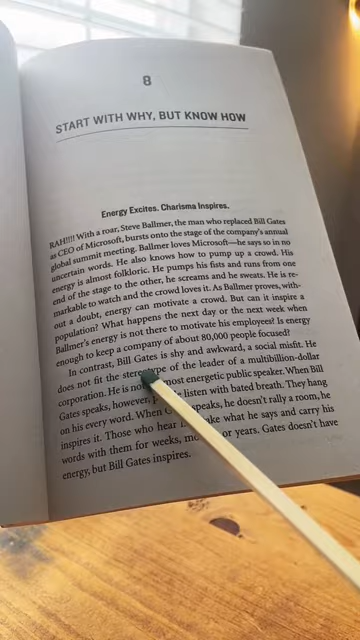 8
START WITH WHY, BUT KNOW HOW
Energy Excites. Charisma Inspires.
RAH!!!! With a roar, Steve Ballmer, the man who replaced Bill Gates
as CEO of Microsoft, bursts onto the stage of the company's annual
global summit meeting. Ballmer loves Microsoft—he says so in no
uncertain words. He also knows how to pump up a crowd. His
energy is almost folkloric. He pumps his fists and runs from one
end of the stage to the other, he screams and he sweats. He is re-
markable to watch and the crowd loves it. As Ballmer proves, with-
out a doubt, energy can motivate a crowd. But can it inspire a
population? What happens the next day or the next week when
Ballmer's energy is not there to motivate his employees? Is energy
enough to keep a company of about 80,000 people focused?
In contrast, Bill Gates is shy and awkward, a social misfit. He
does not fit the stereotype of the leader of a multibillion-dollar
corporation. He is not most energetic public speaker. When Bill
Gates speaks, however, listen with bated breath. They hang
on his every word. When speaks, he doesn't rally a room, he
inspires it. Those who hear take what he says and carry his
words with them for weeks, or years. Gates doesn't have
energy, but Bill Gates inspires.